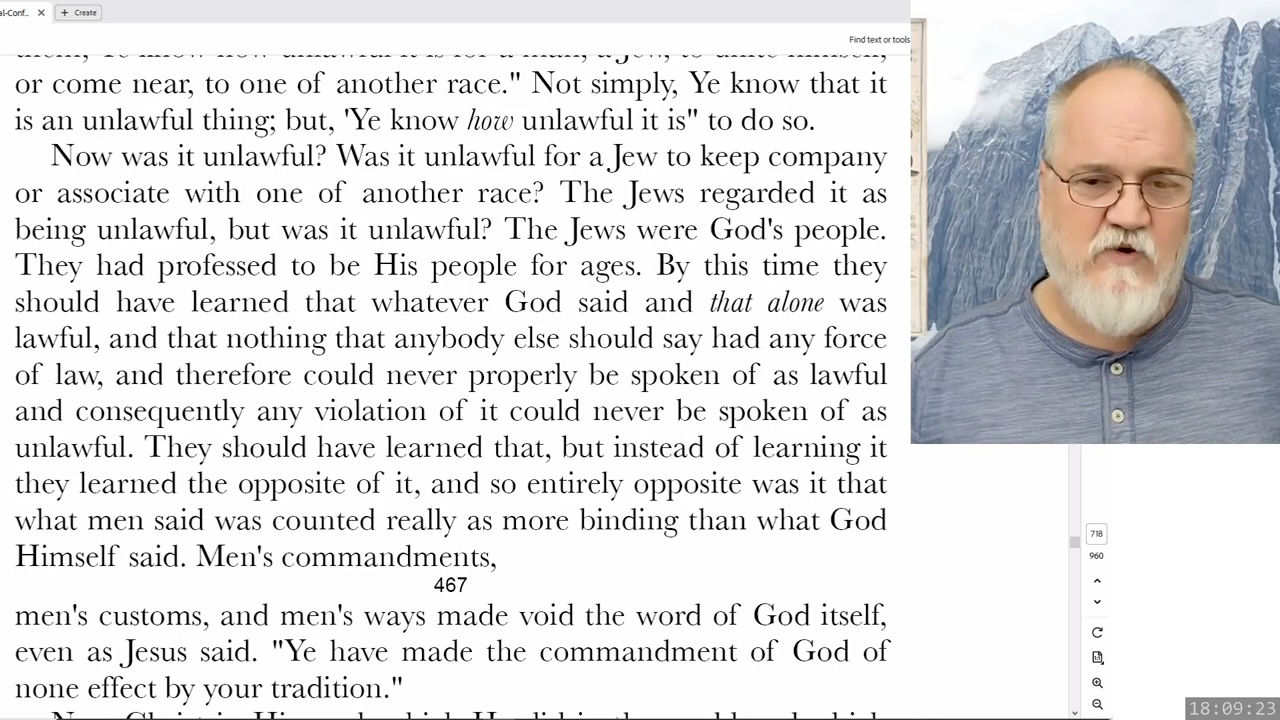 al-Conf...
Create
Find text or tools
or come near, to one of another race." Not simply, Ye know that it
is an unlawful thing; but, 'Ye know how unlawful it is" to do so.
Now was it unlawful? Was it unlawful for a Jew to keep company
or associate with one of another race? The Jews regarded it as
being unlawful, but was it unlawful? The Jews were God's people.
They had professed to be His people for ages. By this time they
should have learned that whatever God said and that alone was
lawful, and that nothing that anybody else should say had any force
of law, and therefore could never properly be spoken of as lawful
and consequently any violation of it could never be spoken of as
unlawful. They should have learned that, but instead of learning it
they learned the opposite of it, and so entirely opposite was it that
what men said was counted really as more binding than what God
Himself said. Men's commandments,
467
men's customs, and men's ways made void the word of God itself,
even as Jesus said. "Ye have made the commandment of God of
none effect by your tradition."
718
960
18:09:23